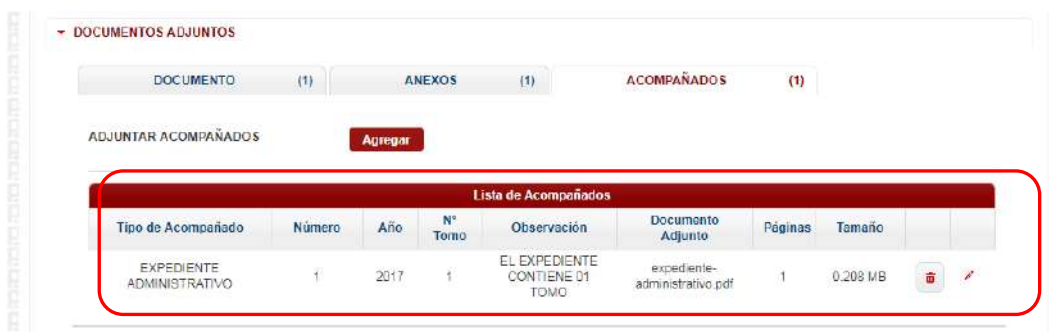 DOCUMENTOS ADJUNTOS
DOCUMENTO (1) ANEXOS (1) ACOMPAÑADOS (1)
ADJUNTAR ACOMPAÑADOS Agregar
Lista de Acompañados
Tipo de Acompañado Número Año N° Tomo Observación Documento Adjunto Páginas Tamaño
EXPEDIENTE ADMINISTRATIVO 1 2017 1 EL EXPEDIENTE CONTIENE 01 TOMO expediente-administrativo.pdf 1 0.208 MB